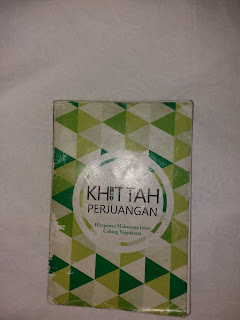 KHITTAH
PERJUANGAN
Himpunan Mahasiswa Islam
Cabang Yogyakarta